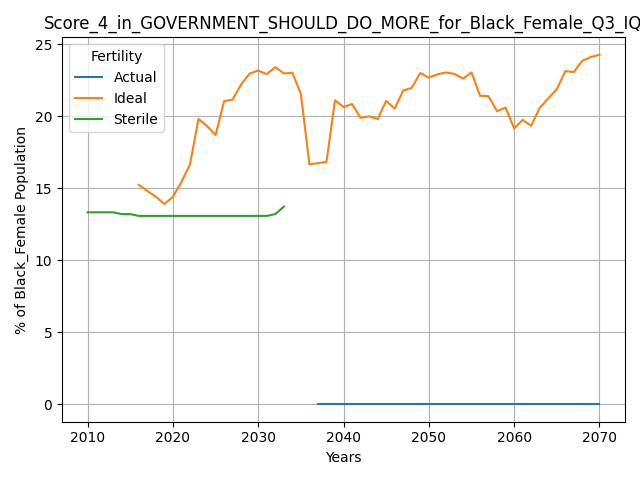 Score_4_in_GOVERNMENT_SHOULD_DO_MORE_for_Black_Female_Q3_IQ
Fertility
Actual
Ideal
Sterile
25
20
15
10
5
0
% of Black_Female Population
2010 2020 2030 2040 2050 2060 2070
Years